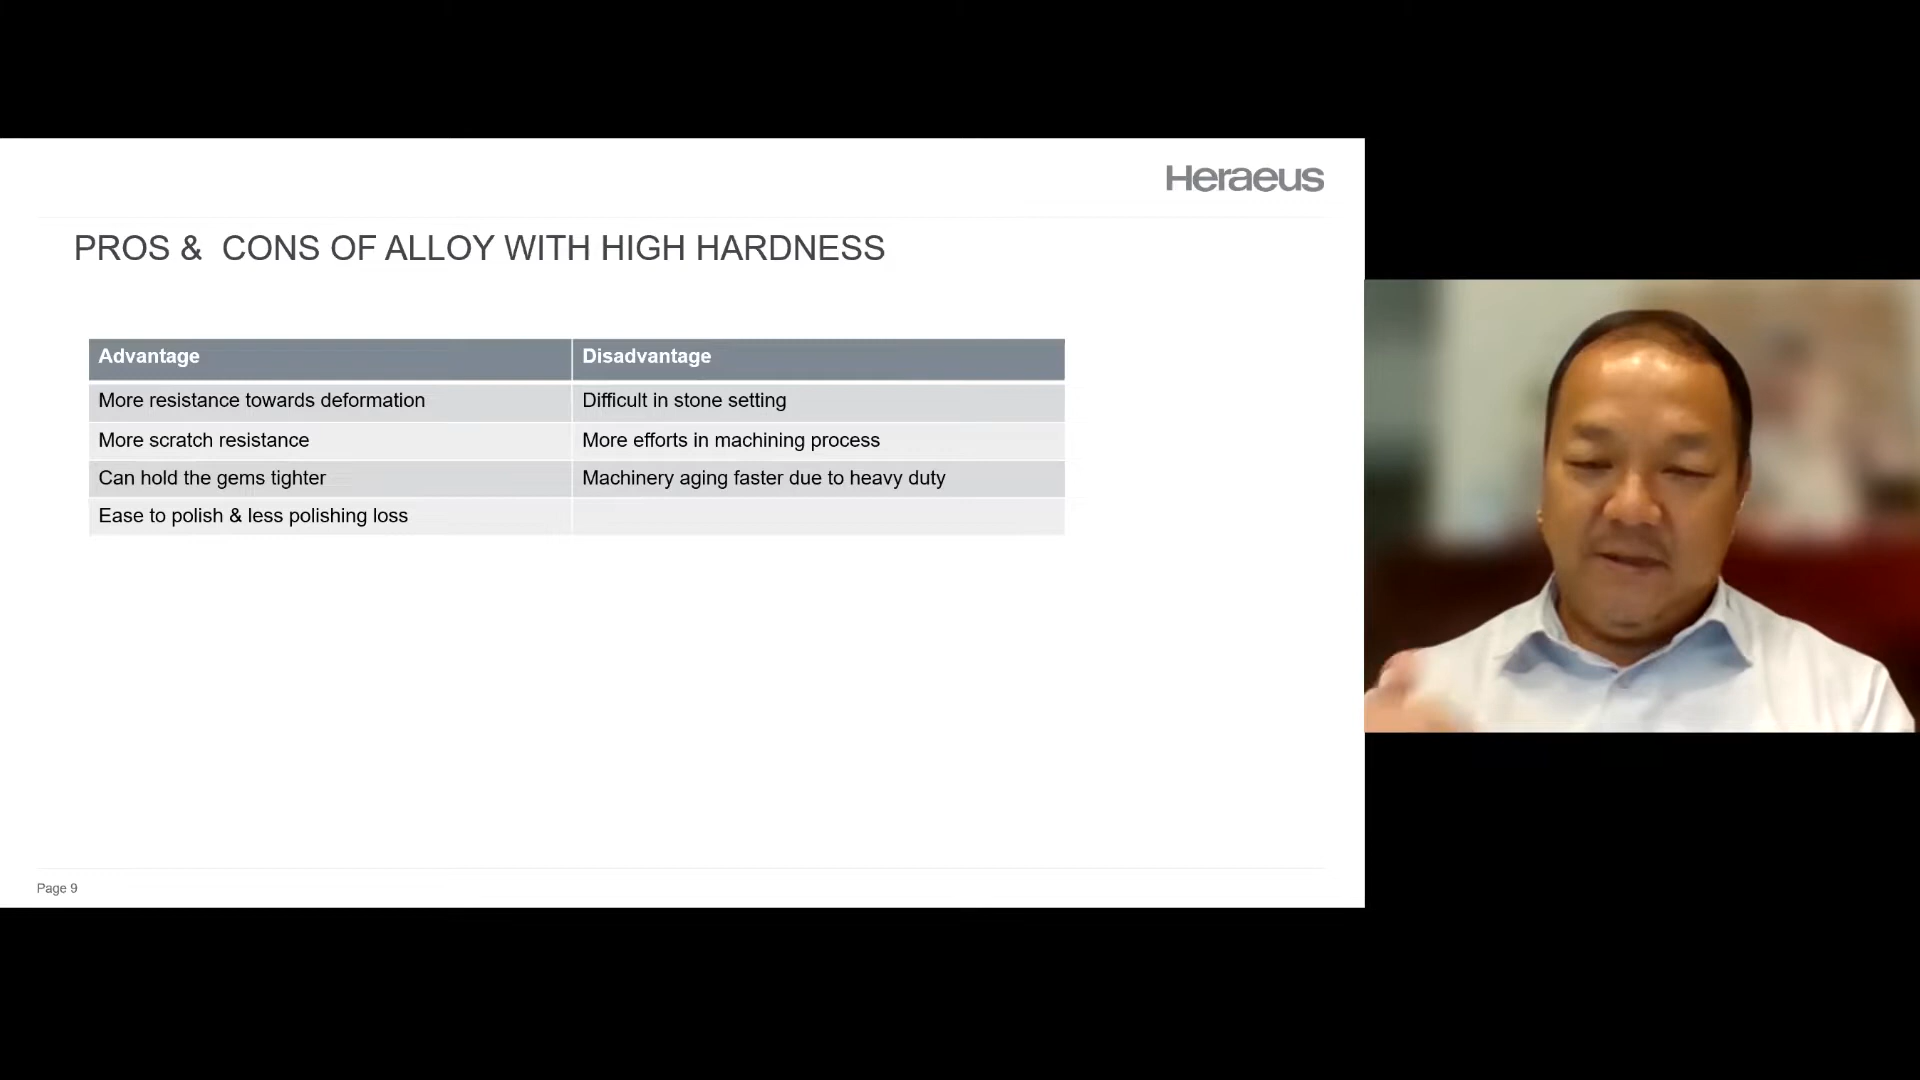 Heraeus
PROS & CONS OF ALLOY WITH HIGH HARDNESS
Advantage Disadvantage
More resistance towards deformation Difficult in stone setting
More scratch resistance More efforts in machining process
Can hold the gems tighter Machinery aging faster due to heavy duty
Ease to polish & less polishing loss
Page 9